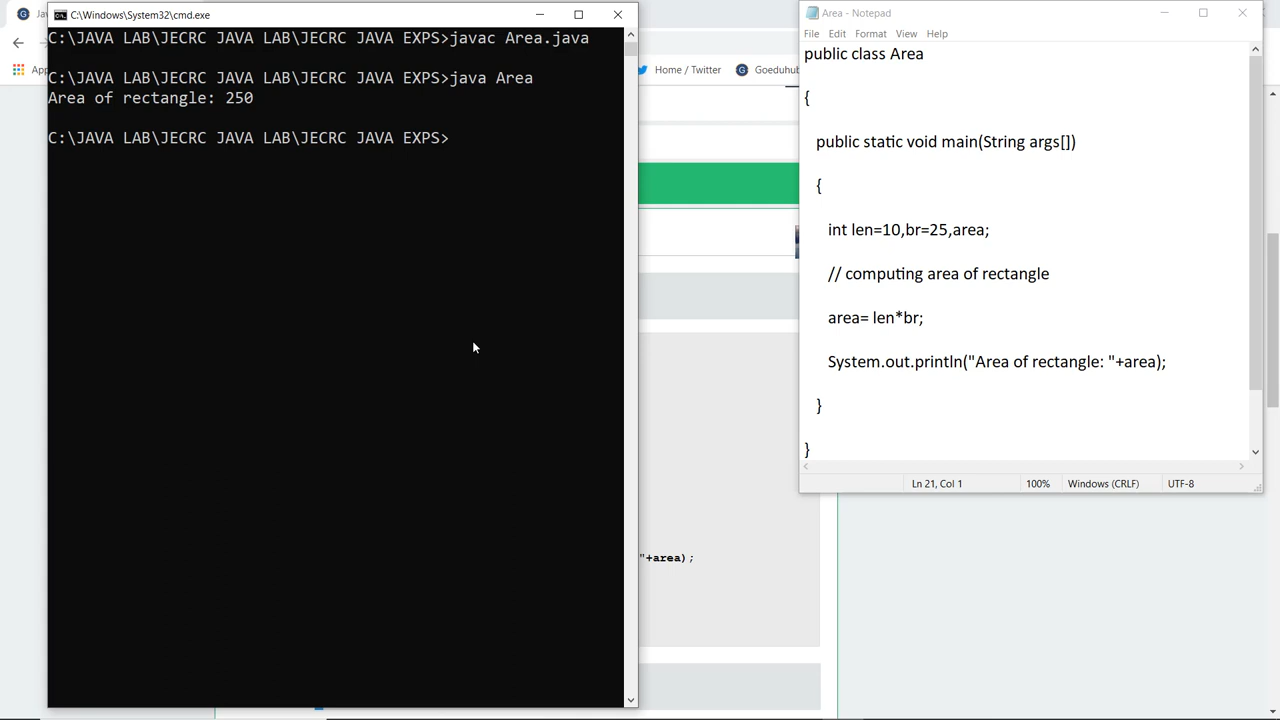 C:\Windows\System32\cmd.exe
C:\JAVA LAB\JECRC JAVA LAB\JECRC JAVA EXPS>javac Area.java
C:\JAVA LAB\JECRC JAVA LAB\JECRC JAVA EXPS>java Area
Area of rectangle: 250
C:\JAVA LAB\JECRC JAVA LAB\JECRC JAVA EXPS>
Home / Twitter
Goeduhub
"+area);
Area - Notepad
File Edit Format View Help
public class Area
{
public static void main(String args[])
{
int len=10,br=25,area;
// computing area of rectangle
area= len*br;
System.out.println("Area of rectangle: "+area);
}
}
Ln 21, Col 1 100% Windows (CRLF) UTF-8